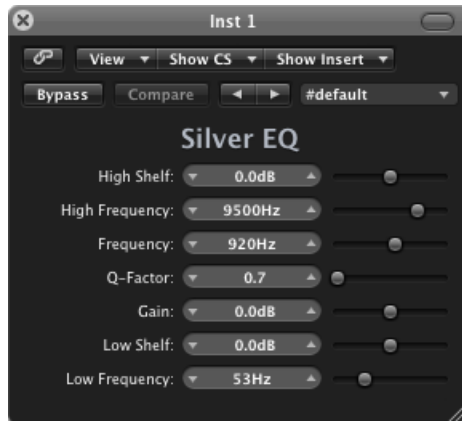 Inst 1
View Show CS Show Insert
Bypass Compare #default
Silver EQ
High Shelf: 0.0dB
High Frequency: 9500Hz
Frequency: 920Hz
Q-Factor: 0.7
Gain: 0.0dB
Low Shelf: 0.0dB
Low Frequency: 53Hz